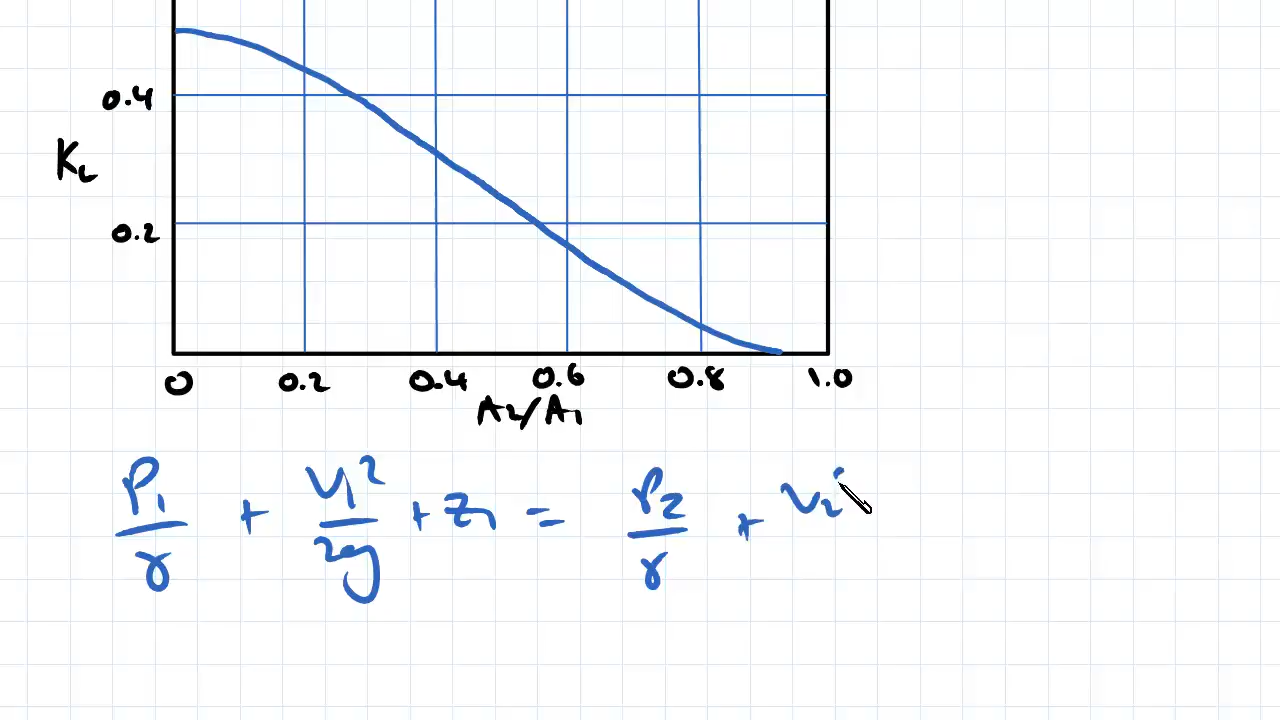 0.4
K_L
0.2
0 0.2 0.4 0.6 0.8 1.0
A₂/A₁
P₁/γ + V₁²/2g + Z₁ = P₂/γ + V₂